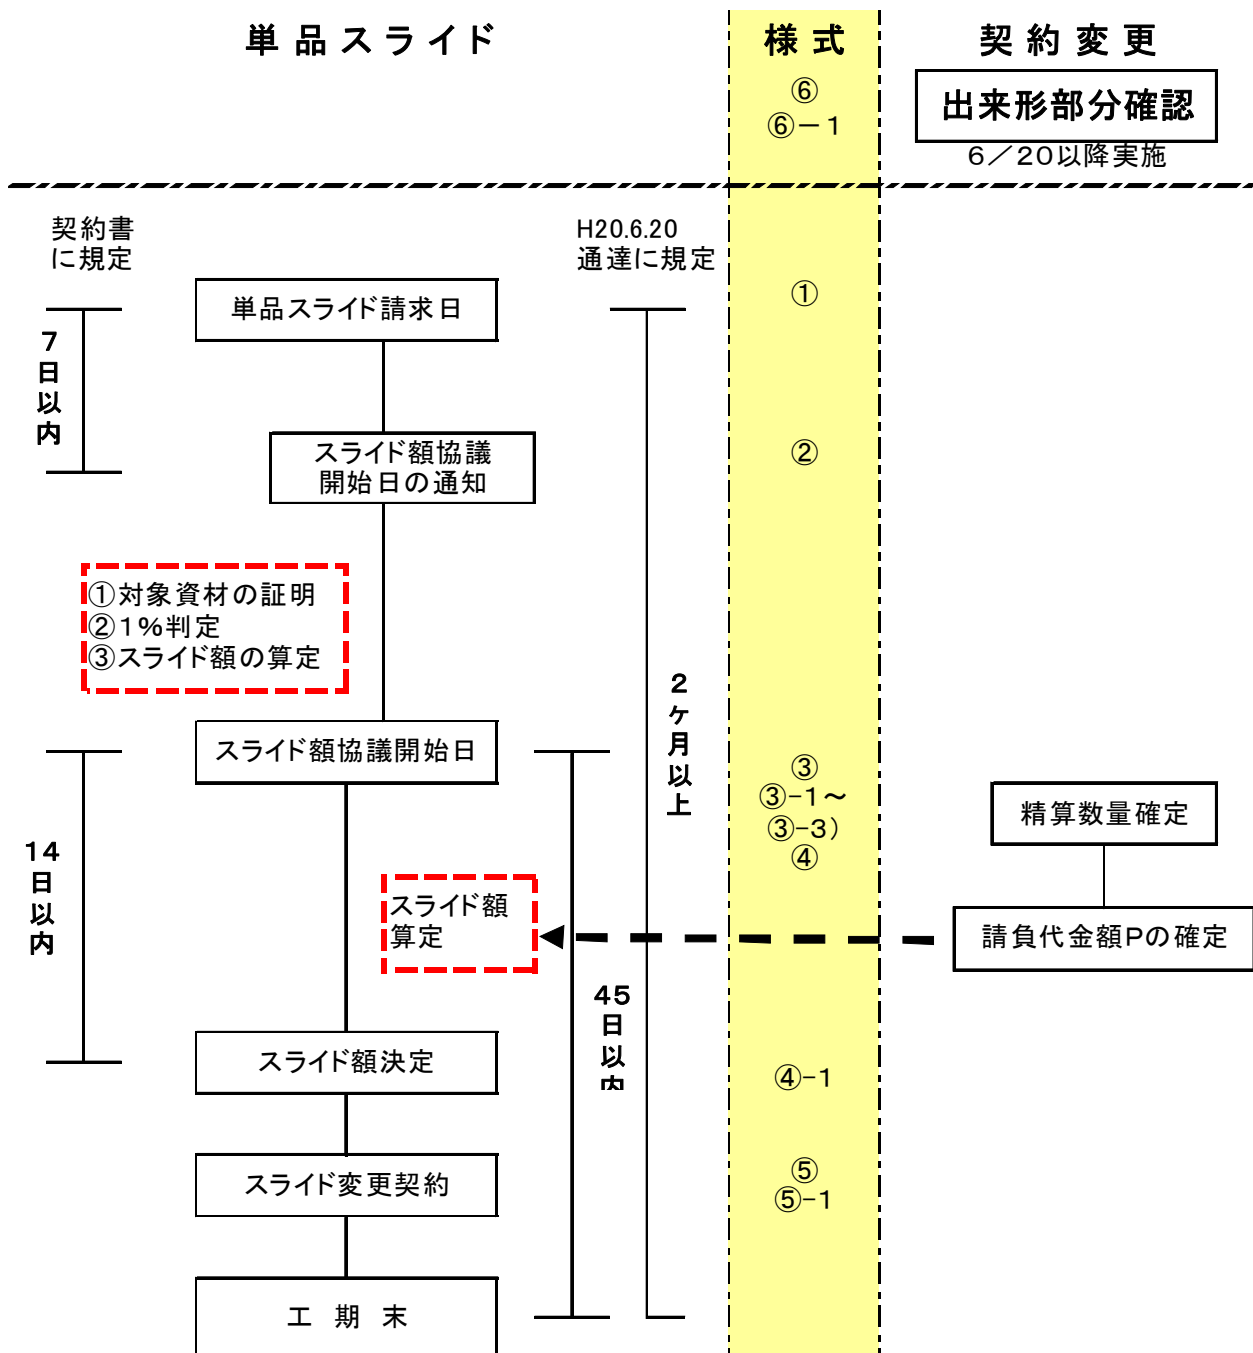 単品スライド
様式
契約変更
⑥
⑥－１
出来形部分確認
６／２０以降実施
契約書
に規定
H20.6.20
通達に規定
単品スライド請求日
①
７日以内
スライド額協議
開始日の通知
②
①対象資材の証明
②１％判定
③スライド額の算定
２ヶ月以上
スライド額協議開始日
③
③-１～
③-３）
④
精算数量確定
14日以内
スライド額
算定
請負代金額Pの確定
45日以内
スライド額決定
④-１
スライド変更契約
⑤
⑤-１
工期末